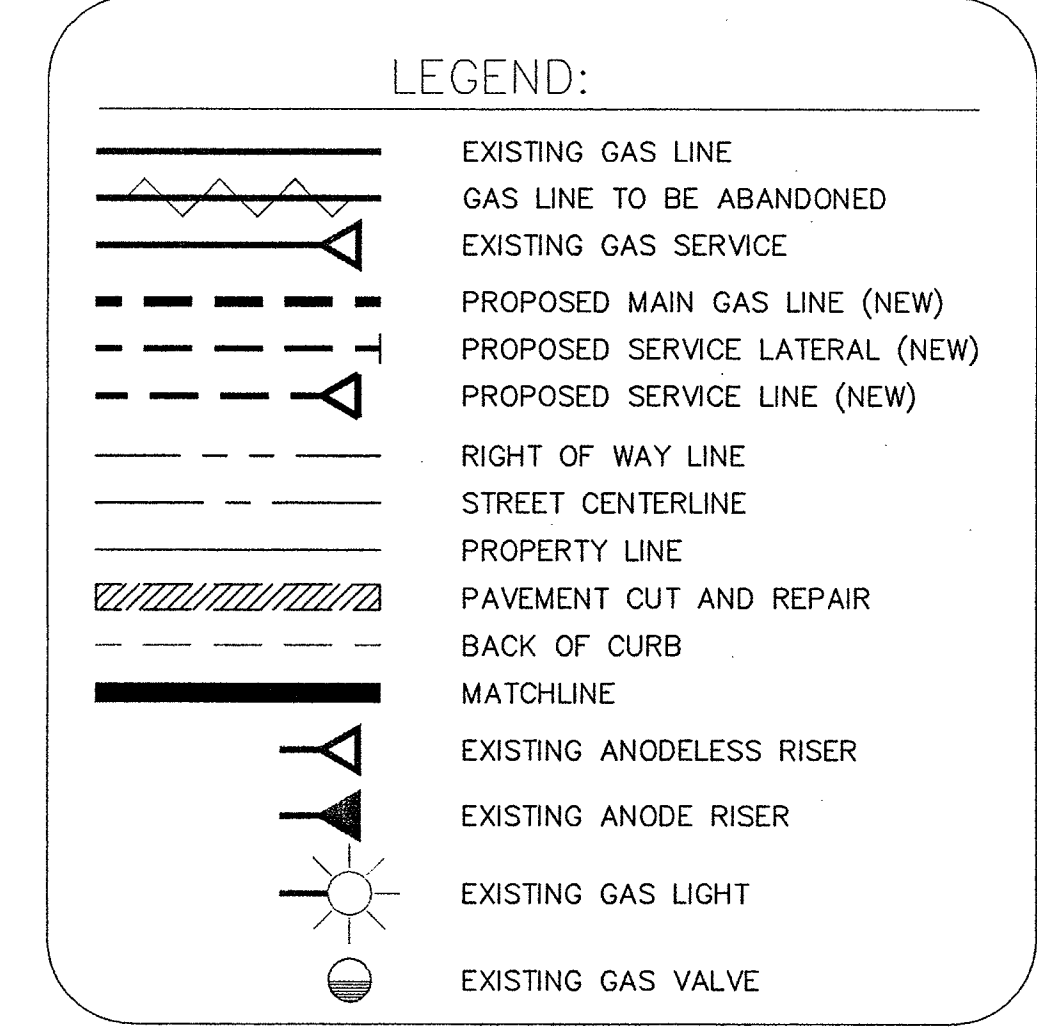 LEGEND:
EXISTING GAS LINE
GAS LINE TO BE ABANDONED
EXISTING GAS SERVICE
PROPOSED MAIN GAS LINE (NEW)
PROPOSED SERVICE LATERAL (NEW)
PROPOSED SERVICE LINE (NEW)
RIGHT OF WAY LINE
STREET CENTERLINE
PROPERTY LINE
PAVEMENT CUT AND REPAIR
BACK OF CURB
MATCHLINE
EXISTING ANODELESS RISER
EXISTING ANODE RISER
EXISTING GAS LIGHT
EXISTING GAS VALVE